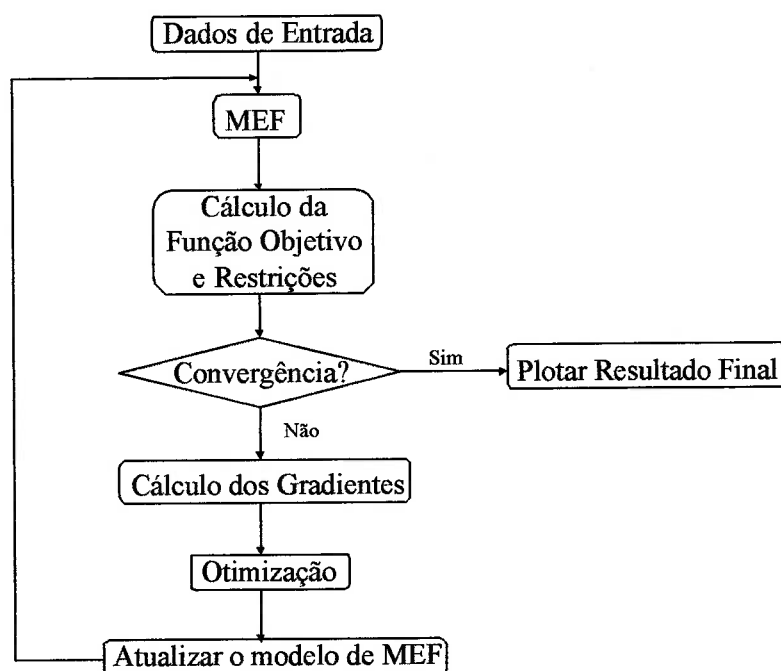 Dados de Entrada
MEF
Cálculo da
Função Objetivo
e Restrições
Convergência?
Sim
Plotar Resultado Final
Não
Cálculo dos Gradientes
Otimização
Atualizar o modelo de MEF